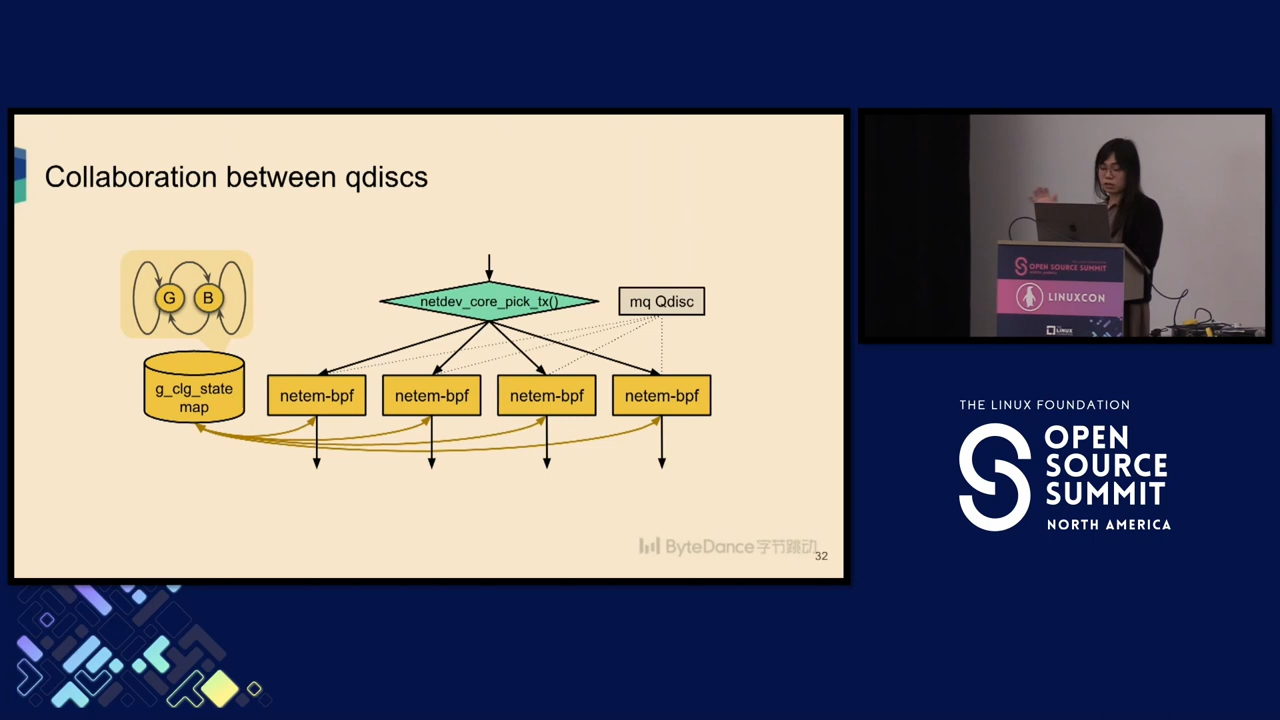 Collaboration between qdiscs
G
B
netdev_core_pick_tx()
mq Qdisc
g_clg_state
map
netem-bpf
netem-bpf
netem-bpf
netem-bpf
ByteDance字节跳动
32
OPEN SOURCE SUMMIT
LINUXCON
THE LINUX FOUNDATION
OPEN
SOURCE
SUMMIT
NORTH AMERICA